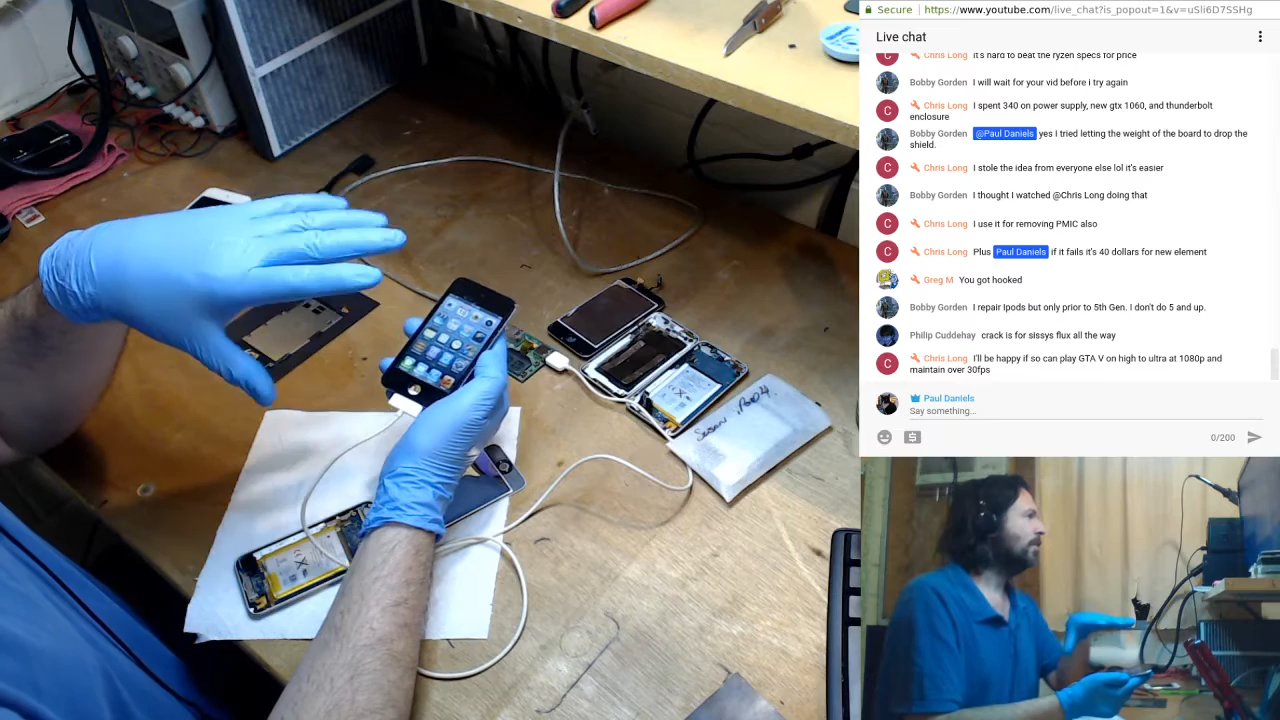 Secure https://www.youtube.com/live_chat?is_popout=1&v=uSli6D7SSHg
Live chat
Chris Long it's hard to beat the ryzen specs for price
Bobby Gorden I will wait for your vid before i try again
C Chris Long I spent 340 on power supply, new gtx 1060, and thunderbolt
enclosure
Bobby Gorden @Paul Daniels yes I tried letting the weight of the board to drop the
shield.
C Chris Long I stole the idea from everyone else lol it's easier
Bobby Gorden I thought I watched @Chris Long doing that
C Chris Long I use it for removing PMIC also
C Chris Long Plus Paul Daniels if it fails it's 40 dollars for new element
Greg M You got hooked
Bobby Gorden I repair Ipods but only prior to 5th Gen. I don't do 5 and up.
Philip Cuddehay crack is for sissys flux all the way
C Chris Long I'll be happy if so can play GTA V on high to ultra at 1080p and
maintain over 30fps
Paul Daniels
Say something...
0/200
Susan iPod 4.